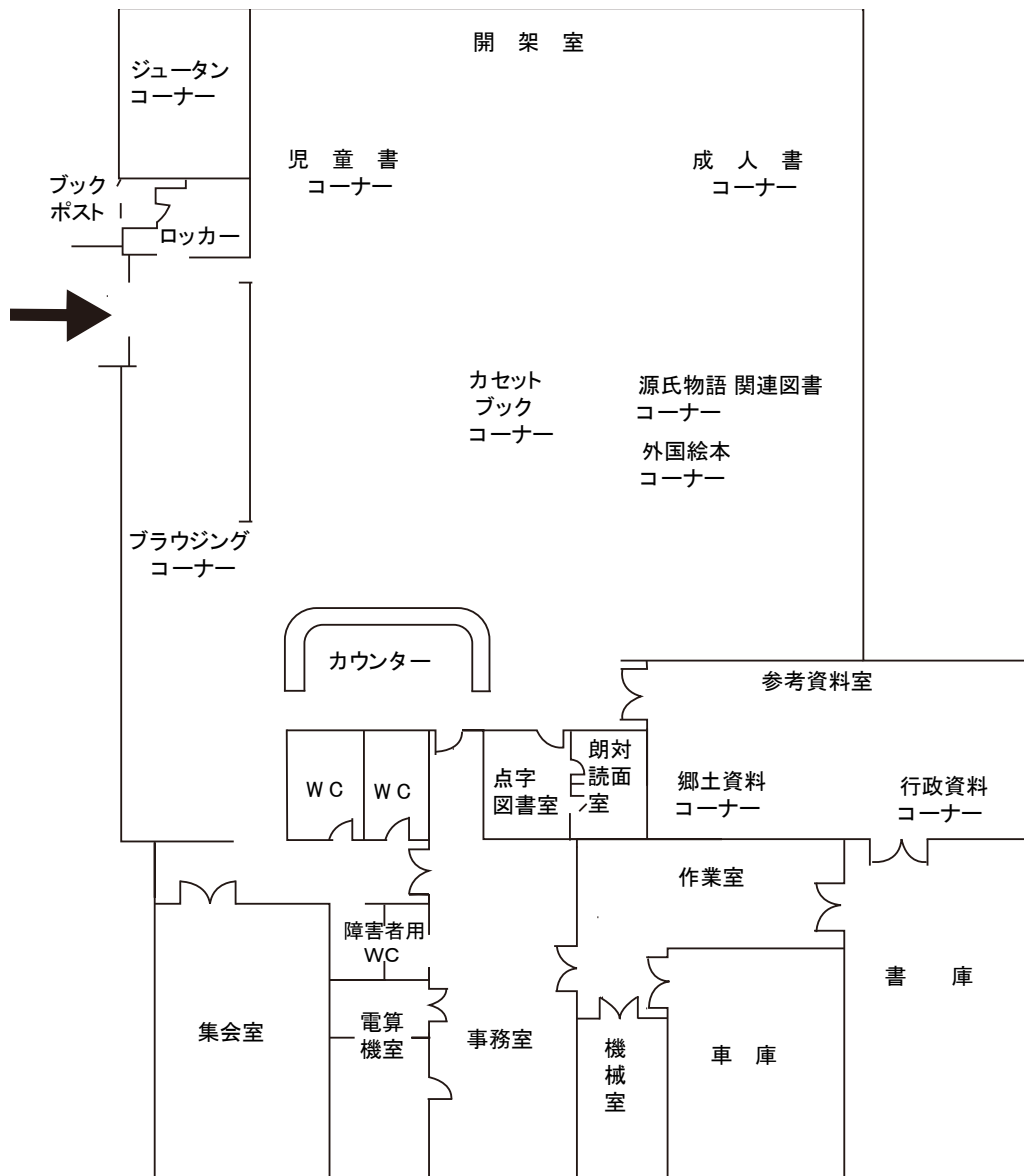 開 架 室
ジュータン
コーナー
児 童 書
コーナー
成 人 書
コーナー
ブック
ポスト
ロッカー
カセット
ブック
コーナー
源氏物語 関連図書
コーナー
外国絵本
コーナー
ブラウジング
コーナー
カウンター
参考資料室
WC
WC
点字
図書室
対面
朗読室
郷土資料
コーナー
行政資料
コーナー
作業室
障害者用
WC
書 庫
集会室
電算
機室
事務室
機械室
車 庫